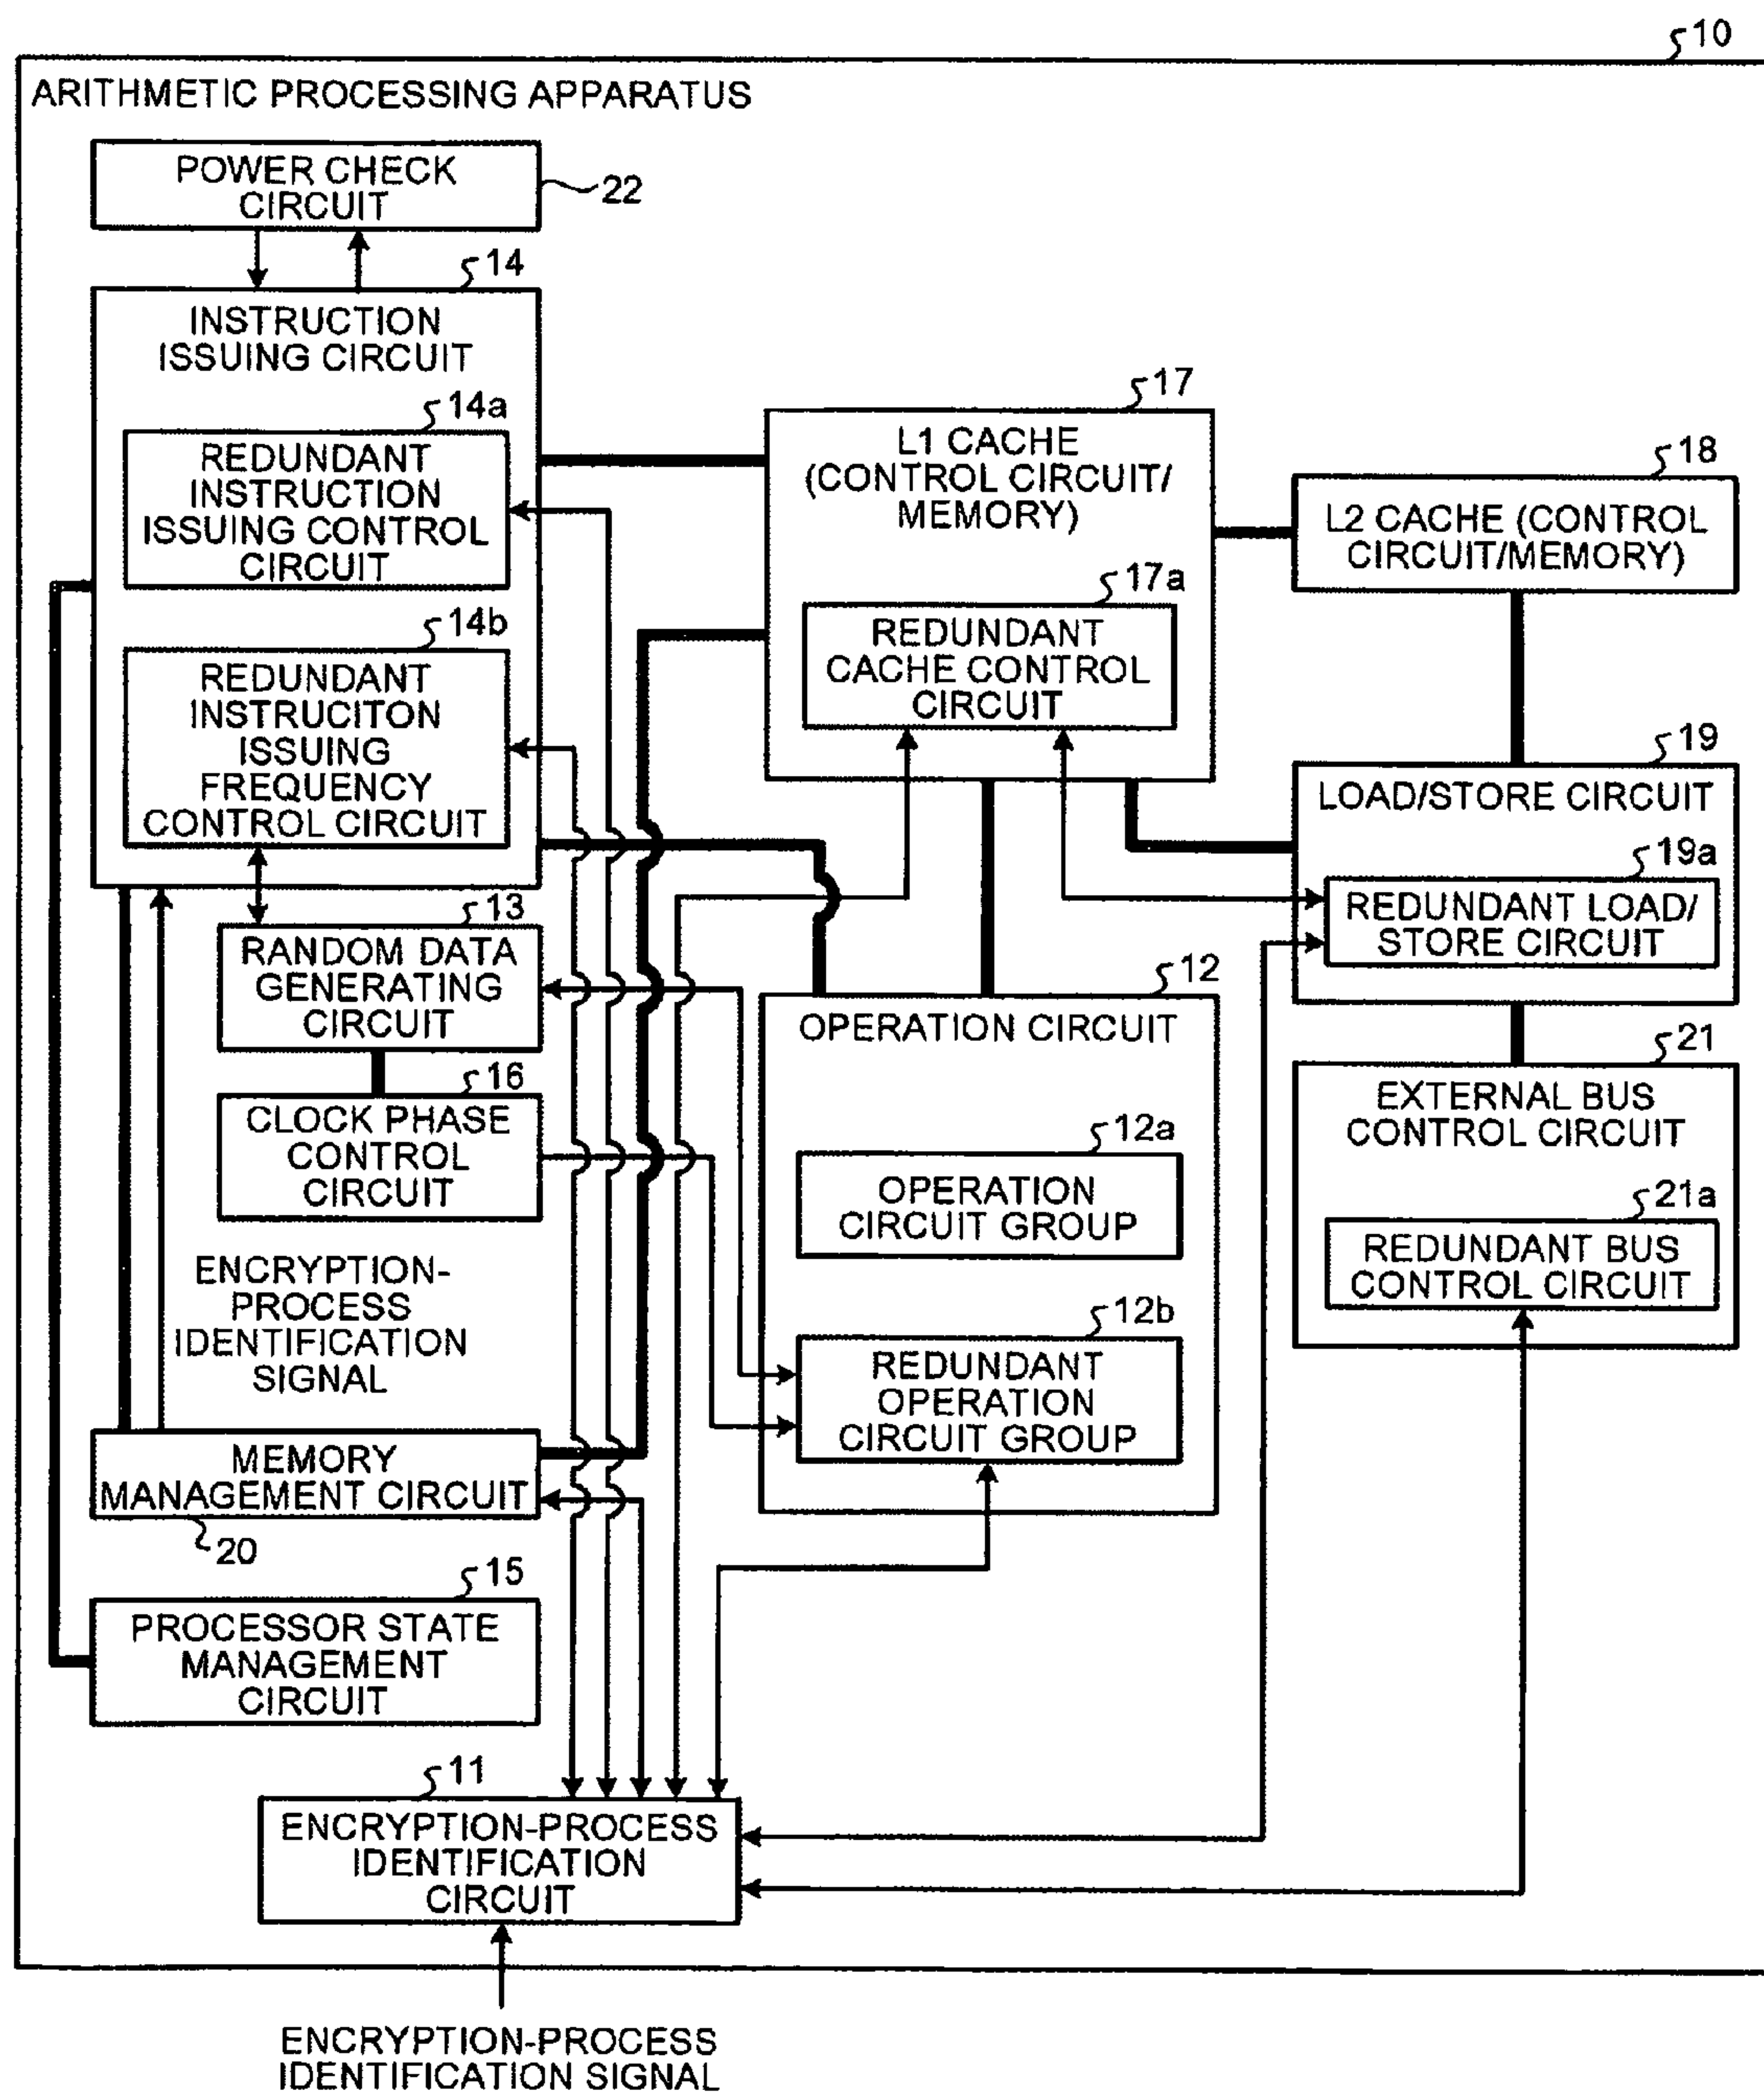 10
ARITHMETIC PROCESSING APPARATUS
POWER CHECK
CIRCUIT
22
14
INSTRUCTION
ISSUING CIRCUIT
14a
REDUNDANT
INSTRUCTION
ISSUING CONTROL
CIRCUIT
14b
REDUNDANT
INSTRUCITON
ISSUING
FREQUENCY
CONTROL CIRCUIT
13
RANDOM DATA
GENERATING
CIRCUIT
16
CLOCK PHASE
CONTROL
CIRCUIT
ENCRYPTION-
PROCESS
IDENTIFICATION
SIGNAL
MEMORY
MANAGEMENT CIRCUIT
20
15
PROCESSOR STATE
MANAGEMENT
CIRCUIT
17
L1 CACHE
(CONTROL CIRCUIT/
MEMORY)
17a
REDUNDANT
CACHE CONTROL
CIRCUIT
18
L2 CACHE (CONTROL
CIRCUIT/MEMORY)
19
LOAD/STORE CIRCUIT
19a
REDUNDANT LOAD/
STORE CIRCUIT
12
OPERATION CIRCUIT
12a
OPERATION
CIRCUIT GROUP
12b
REDUNDANT
OPERATION
CIRCUIT GROUP
21
EXTERNAL BUS
CONTROL CIRCUIT
21a
REDUNDANT BUS
CONTROL CIRCUIT
11
ENCRYPTION-PROCESS
IDENTIFICATION
CIRCUIT
ENCRYPTION-PROCESS
IDENTIFICATION SIGNAL